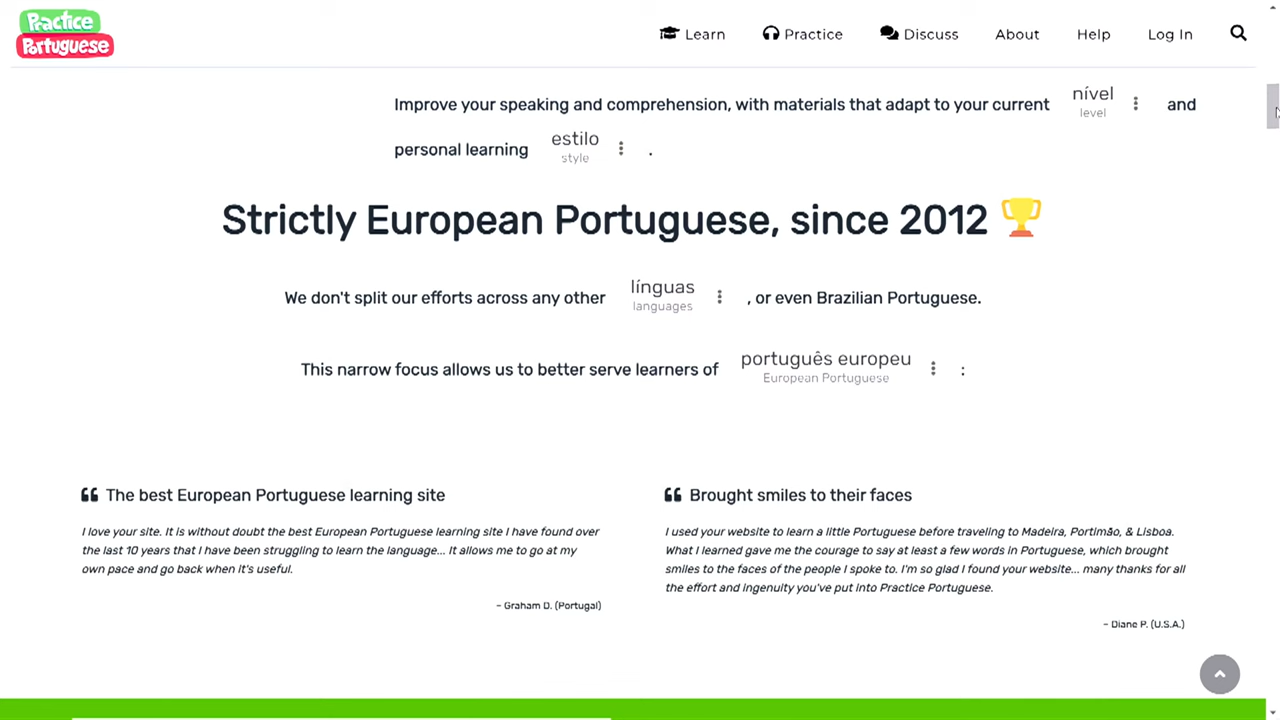 Practice
Portuguese
Learn
Practice
Discuss
About
Help
Log In
Improve your speaking and comprehension, with materials that adapt to your current nível and
level
personal learning estilo .
style
Strictly European Portuguese, since 2012
We don't split our efforts across any other línguas , or even Brazilian Portuguese.
languages
This narrow focus allows us to better serve learners of português europeu :
European Portuguese
The best European Portuguese learning site
I love your site. It is without doubt the best European Portuguese learning site I have found over
the last 10 years that I have been struggling to learn the language... It allows me to go at my
own pace and go back when it's useful.
– Graham D. (Portugal)
Brought smiles to their faces
I used your website to learn a little Portuguese before traveling to Madeira, Portimão, & Lisboa.
What I learned gave me the courage to say at least a few words in Portuguese, which brought
smiles to the faces of the people I spoke to. I'm so glad I found your website... many thanks for all
the effort and ingenuity you've put into Practice Portuguese.
– Diane P. (U.S.A.)